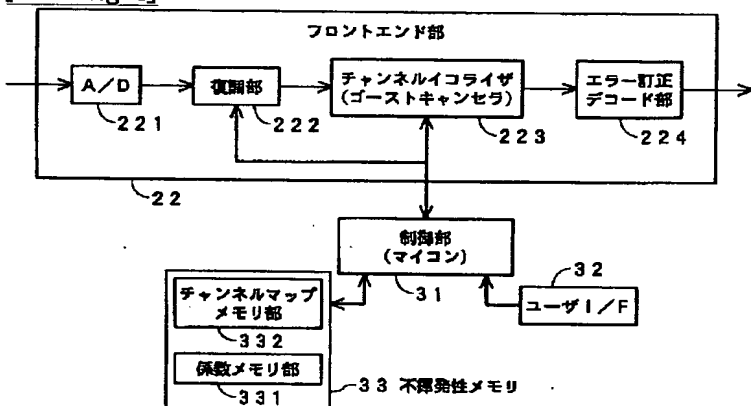 フロントエンド部
A/D
復調部
チャンネルイコライザ
(ゴーストキャンセラ)
エラー訂正
デコード部
221
222
223
224
22
制御部
(マイコン)
31
32
ユーザI/F
チャンネルマップ
メモリ部
332
係数メモリ部
331
33 不揮発性メモリ